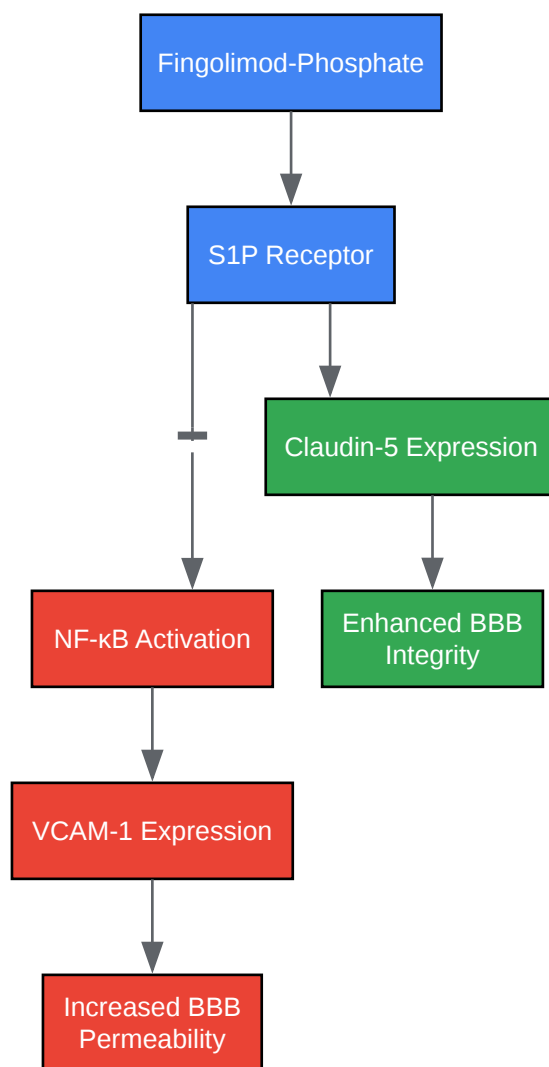 Fingolimod-Phosphate
S1P Receptor
Claudin-5 Expression
NF-κB Activation
Enhanced BBB
Integrity
VCAM-1 Expression
Increased BBB
Permeability